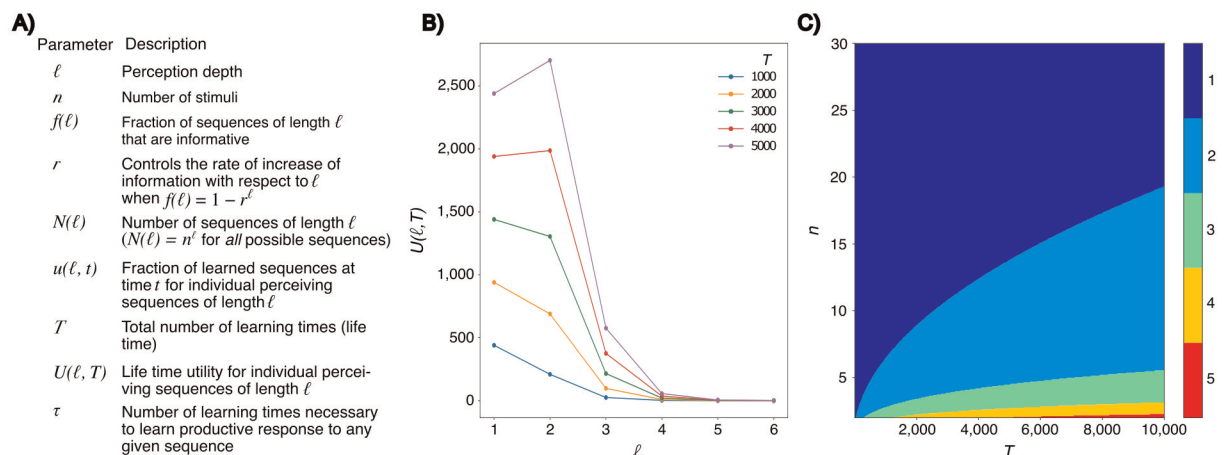 A)
Parameter Description
ℓ Perception depth
n Number of stimuli
f(ℓ) Fraction of sequences of length ℓ
that are informative
r Controls the rate of increase of
information with respect to ℓ
when f(ℓ) = 1 − r^ℓ
N(ℓ) Number of sequences of length ℓ
(N(ℓ) = n^ℓ for all possible sequences)
u(ℓ, t) Fraction of learned sequences at
time t for individual perceiving
sequences of length ℓ
T Total number of learning times (life
time)
U(ℓ, T) Life time utility for individual percei-
ving sequences of length ℓ
τ Number of learning times necessary
to learn productive response to any
given sequence
B)
U(ℓ, T)
2,500
2,000
1,500
1,000
500
0
1 2 3 4 5 6
ℓ
T
1000
2000
3000
4000
5000
C)
n
30
25
20
15
10
5
2,000 4,000 6,000 8,000 10,000
T
1
2
3
4
5